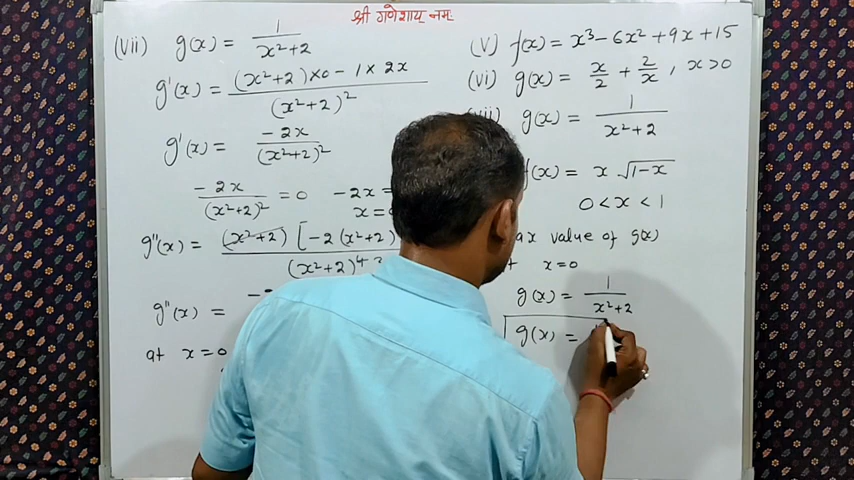 श्री गणेशाय नमः
(vii) g(x) = 1/(x²+2)
g'(x) = ((x²+2)×0 − 1×2x)/(x²+2)²
g'(x) = −2x/(x²+2)²
−2x/(x²+2)² = 0 −2x =
x =
g''(x) = (x²+2) [−2(x²+2)
(x²+2)⁴
g''(x) =
at x=0
(V) f(x) = x³−6x²+9x+15
(vi) g(x) = x/2 + 2/x, x>0
g(x) = 1/(x²+2)
(x) = x √(1−x)
0<x<1
value of g(x)
x=0
g(x) = 1/(x²+2)
g(x) =